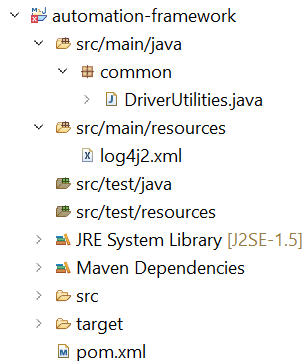 automation-framework
src/main/java
common
DriverUtilities.java
src/main/resources
log4j2.xml
src/test/java
src/test/resources
JRE System Library [J2SE-1.5]
Maven Dependencies
src
target
pom.xml